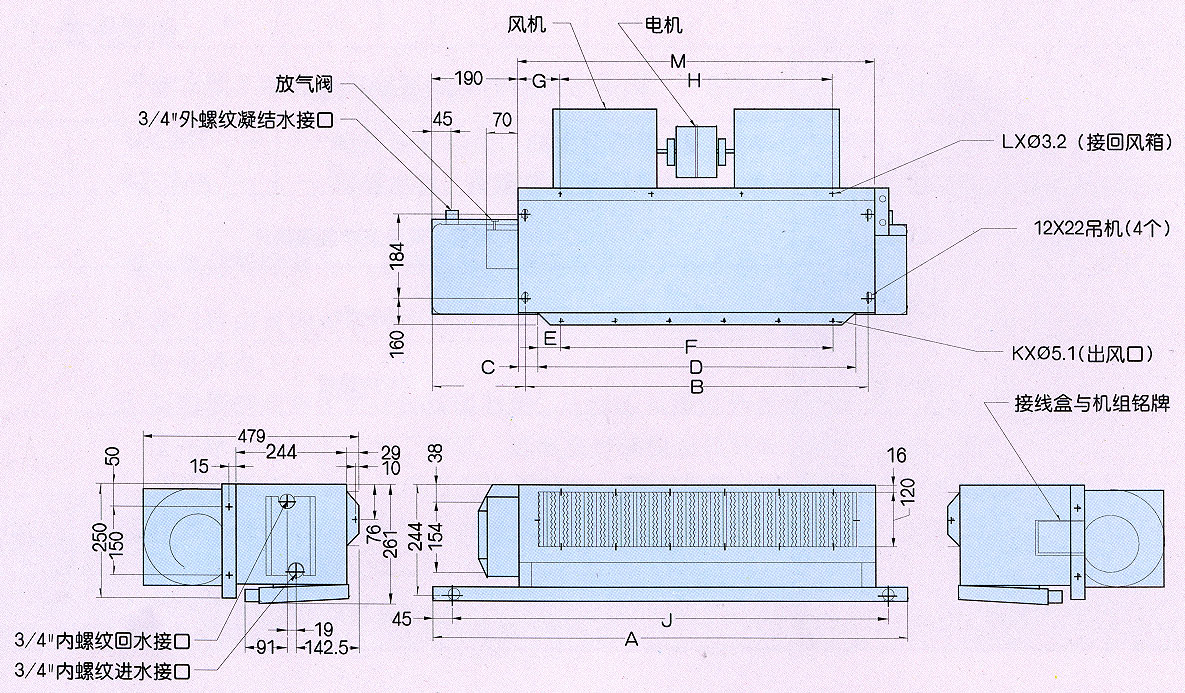 风机
电机
M
190
G
H
放气阀
3/4"外螺纹凝结水接口
45
70
LXØ3.2（接回风箱）
12X22吊机(4个)
184
160
E
F
C
D
B
KXØ5.1(出风口)
接线盒与机组铭牌
479
244
29
15
10
50
250
150
76
261
38
244
154
16
120
3/4"内螺纹回水接口
3/4"内螺纹进水接口
19
91
142.5
45
J
A